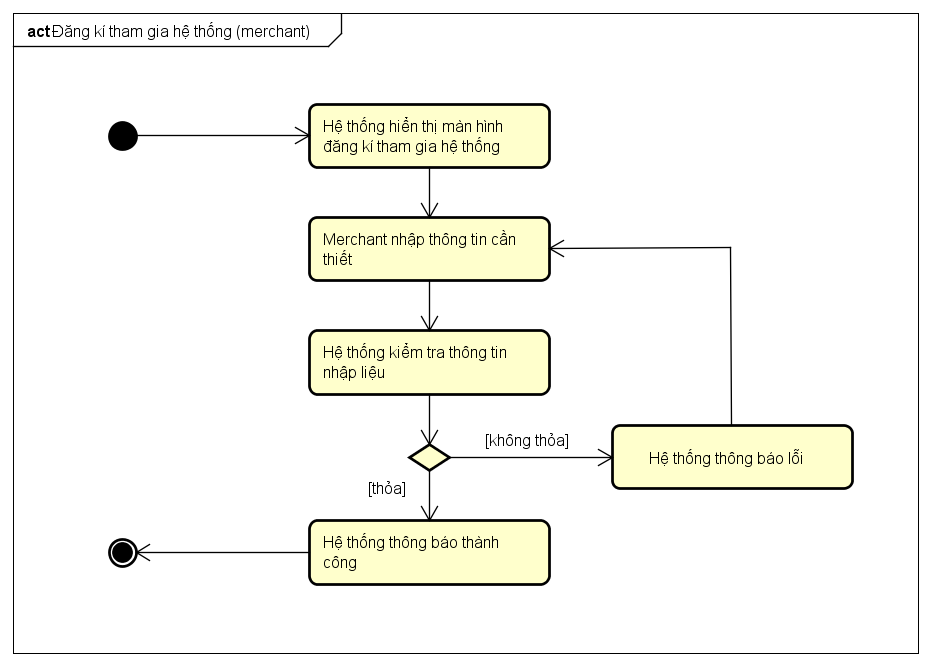 act Đăng kí tham gia hệ thống (merchant)
Hệ thống hiển thị màn hình
đăng kí tham gia hệ thống
Merchant nhập thông tin cần
thiết
Hệ thống kiểm tra thông tin
nhập liệu
[không thỏa]
Hệ thống thông báo lỗi
[thỏa]
Hệ thống thông báo thành
công